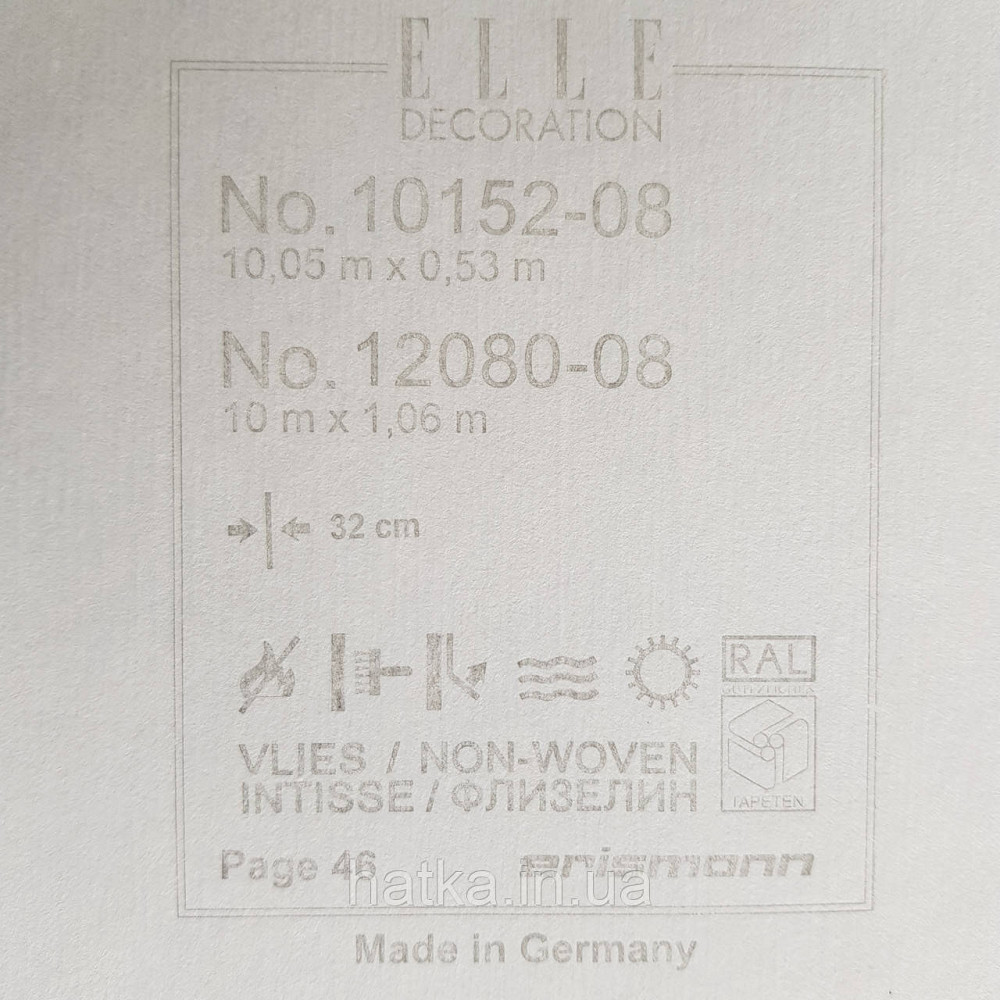 ELLE
DECORATION
No. 10152-08
10,05 m x 0,53 m
No. 12080-08
10 m x 1,06 m
32 cm
RAL
GÜTEZEICHEN
TAPETEN
VLIES / NON-WOVEN
INTISSE / ФЛИЗЕЛИН
Page 46
erismann
hatka.in.ua
Made in Germany